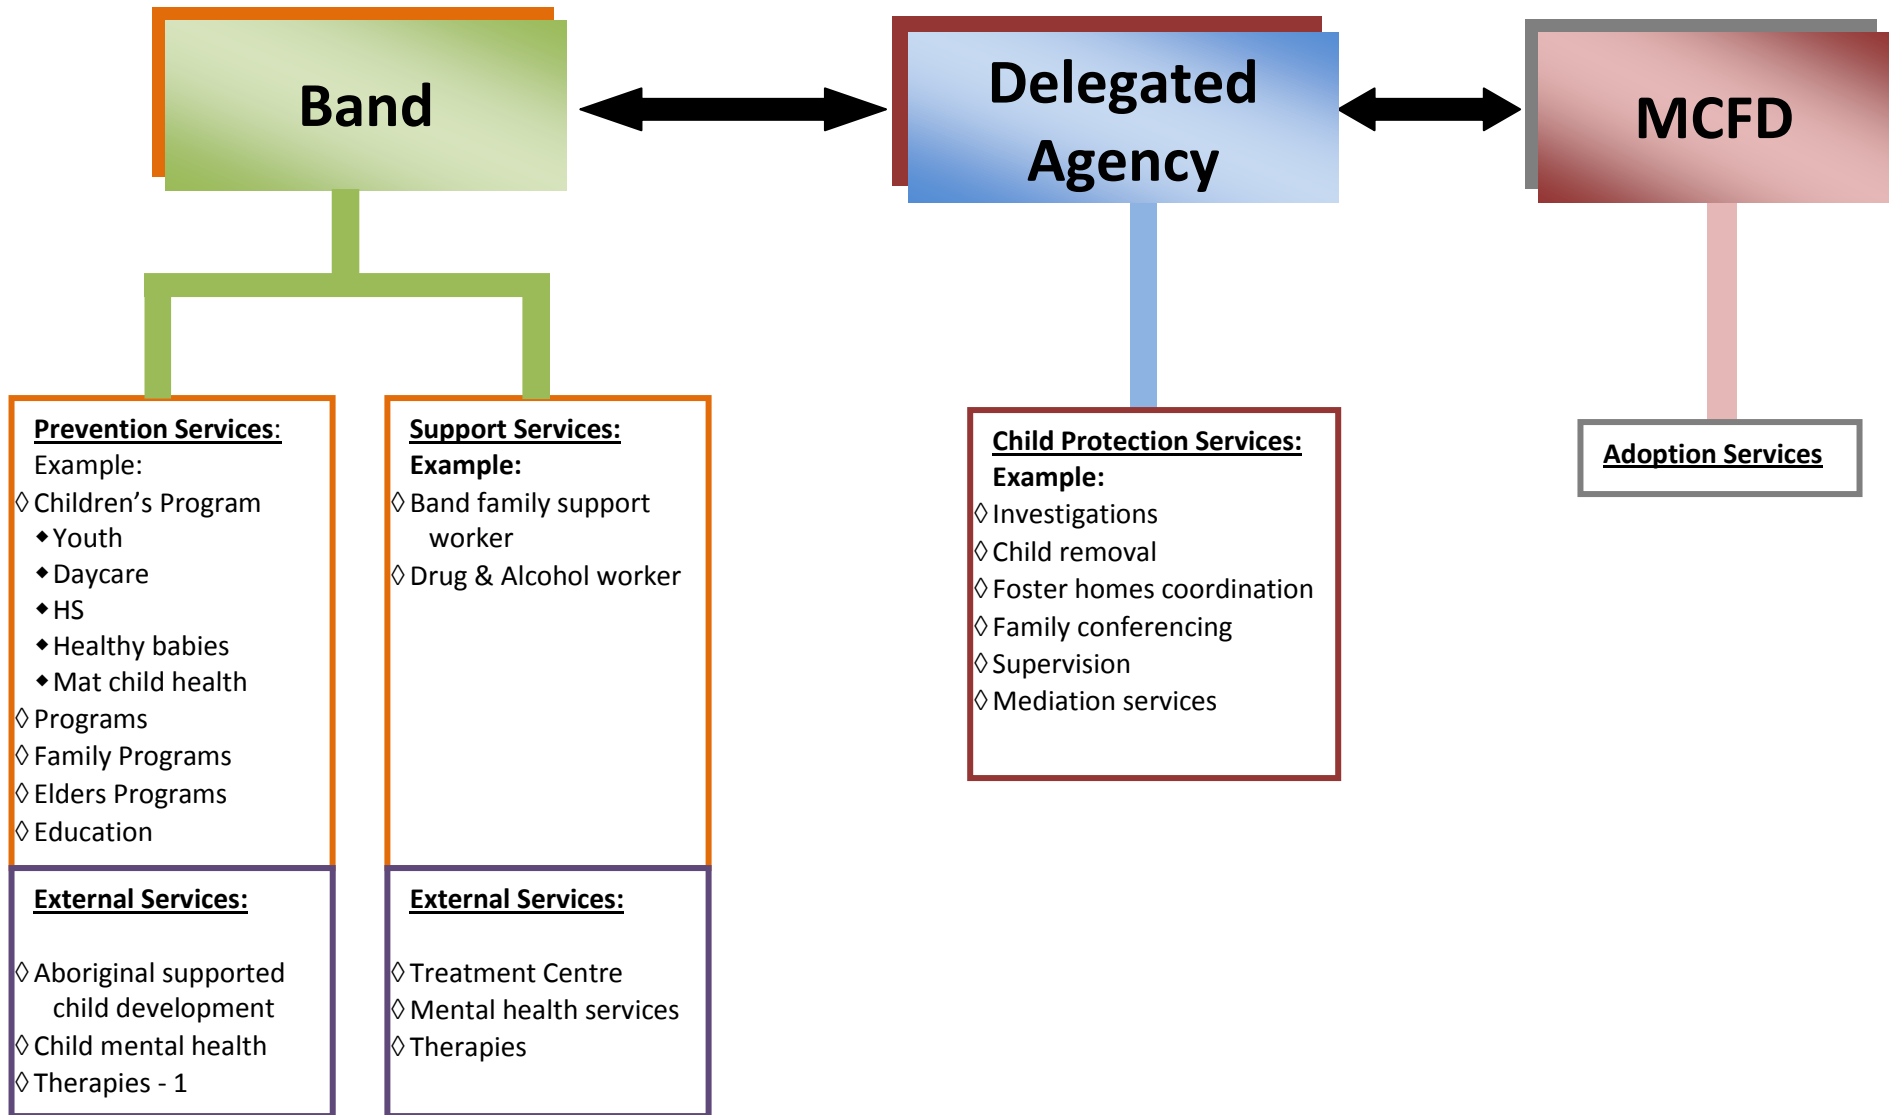 Band
Delegated
Agency
MCFD
Prevention Services:
Example:
◊ Children’s Program
◆ Youth
◆ Daycare
◆ HS
◆ Healthy babies
◆ Mat child health
◊ Programs
◊ Family Programs
◊ Elders Programs
◊ Education
External Services:
◊ Aboriginal supported
child development
◊ Child mental health
◊ Therapies - 1
Support Services:
Example:
◊ Band family support
worker
◊ Drug & Alcohol worker
External Services:
◊ Treatment Centre
◊ Mental health services
◊ Therapies
Child Protection Services:
Example:
◊ Investigations
◊ Child removal
◊ Foster homes coordination
◊ Family conferencing
◊ Supervision
◊ Mediation services
Adoption Services